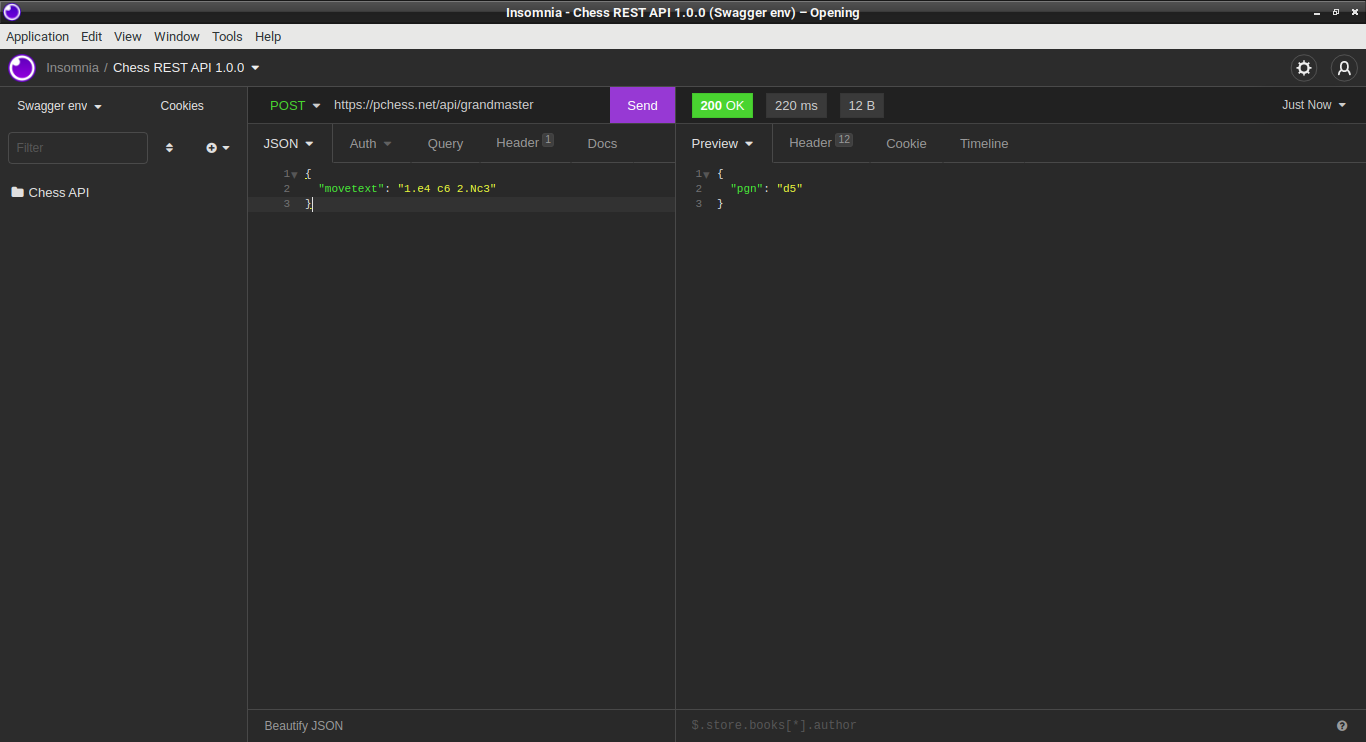 Insomnia - Chess REST API 1.0.0 (Swagger env) – Opening
Application Edit View Window Tools Help
Insomnia / Chess REST API 1.0.0
Swagger env Cookies
Filter
Chess API
POST https://pchess.net/api/grandmaster Send
JSON Auth Query Header 1 Docs
1 {
2 "movetext": "1.e4 c6 2.Nc3"
3 }
Beautify JSON
200 OK 220 ms 12 B Just Now
Preview Header 12 Cookie Timeline
1 {
2 "pgn": "d5"
3 }
$.store.books[*].author